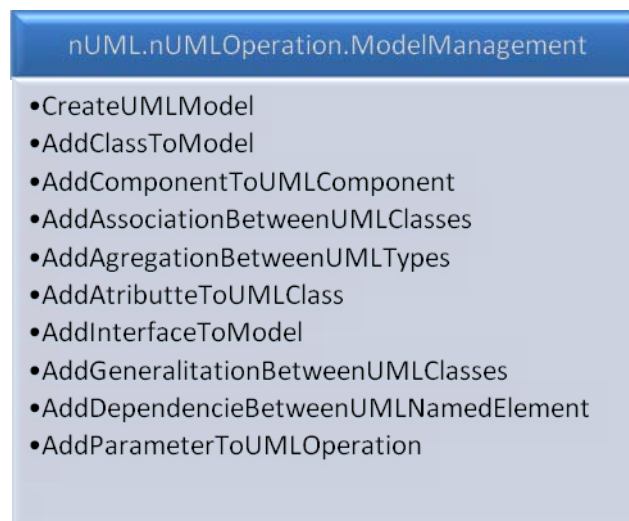 nUML.nUMLOperation.ModelManagement
•CreateUMLModel
•AddClassToModel
•AddComponentToUMLComponent
•AddAssociationBetweenUMLClasses
•AddAgregationBetweenUMLTypes
•AddAtributteToUMLClass
•AddInterfaceToModel
•AddGeneralitationBetweenUMLClasses
•AddDependencieBetweenUMLNamedElement
•AddParameterToUMLOperation